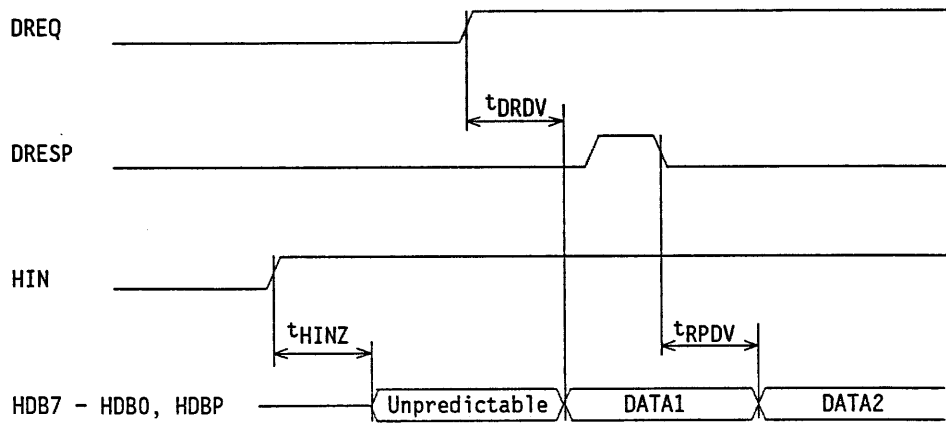 DREQ
tDRDV
DRESP
HIN
tHINZ
tRPDV
HDB7 - HDB0, HDBP
Unpredictable
DATA1
DATA2